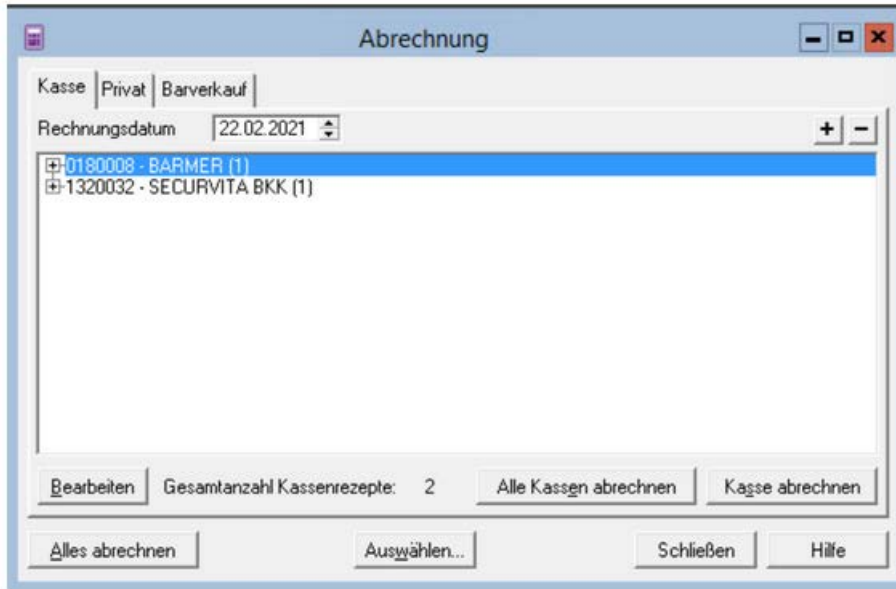 Abrechnung
Kasse Privat Barverkauf
Rechnungsdatum 22.02.2021
0180008 - BARMER (1)
1320032 - SECURVITA BKK (1)
Bearbeiten Gesamtanzahl Kassenrezepte: 2 Alle Kassen abrechnen Kasse abrechnen
Alles abrechnen Auswählen... Schließen Hilfe